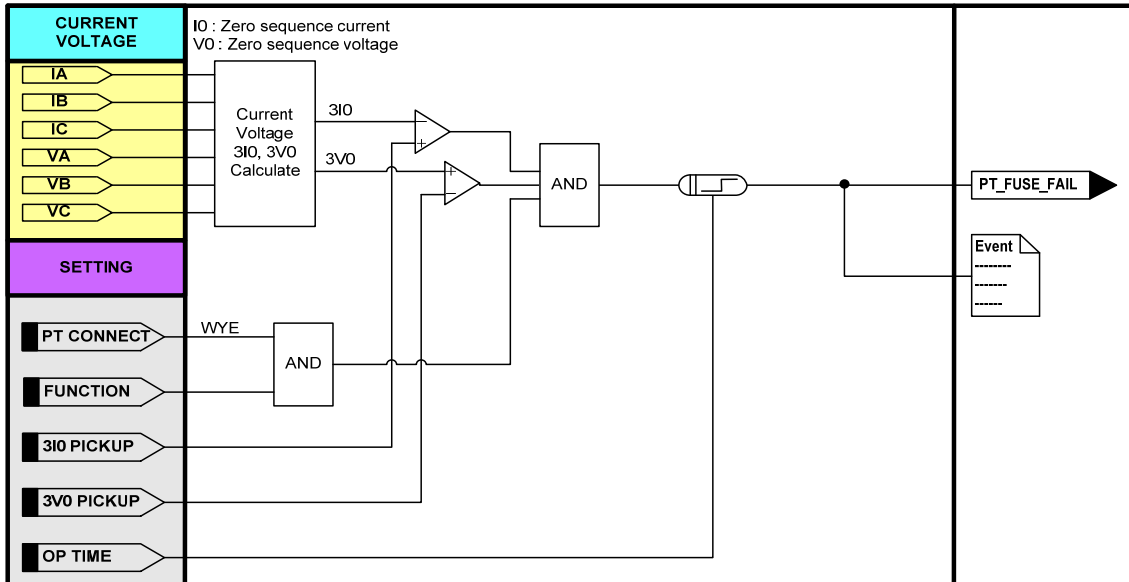 CURRENT
VOLTAGE
I0 : Zero sequence current
V0 : Zero sequence voltage
IA
IB
IC
VA
VB
VC
Current
Voltage
3I0, 3V0
Calculate
3I0
3V0
−
+
+
−
AND
PT_FUSE_FAIL
Event
--------
-------
------
SETTING
PT CONNECT
WYE
AND
FUNCTION
3I0 PICKUP
3V0 PICKUP
OP TIME